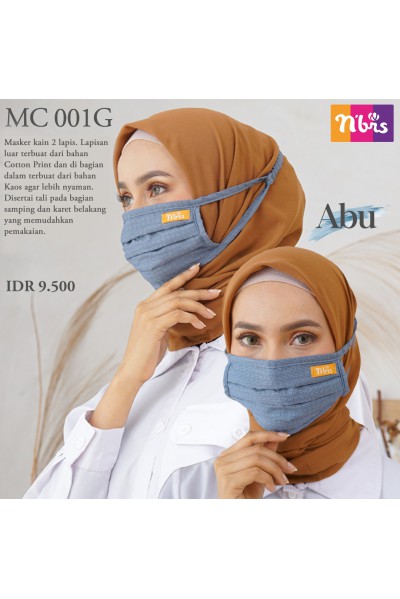 n'brs
MC 001G
Masker kain 2 lapis. Lapisan
luar terbuat dari bahan
Cotton Print dan di bagian
dalam terbuat dari bahan
Kaos agar lebih nyaman.
Disertai tali pada bagian
samping dan karet belakang
yang memudahkan
pemakaian.
Abu
IDR 9.500